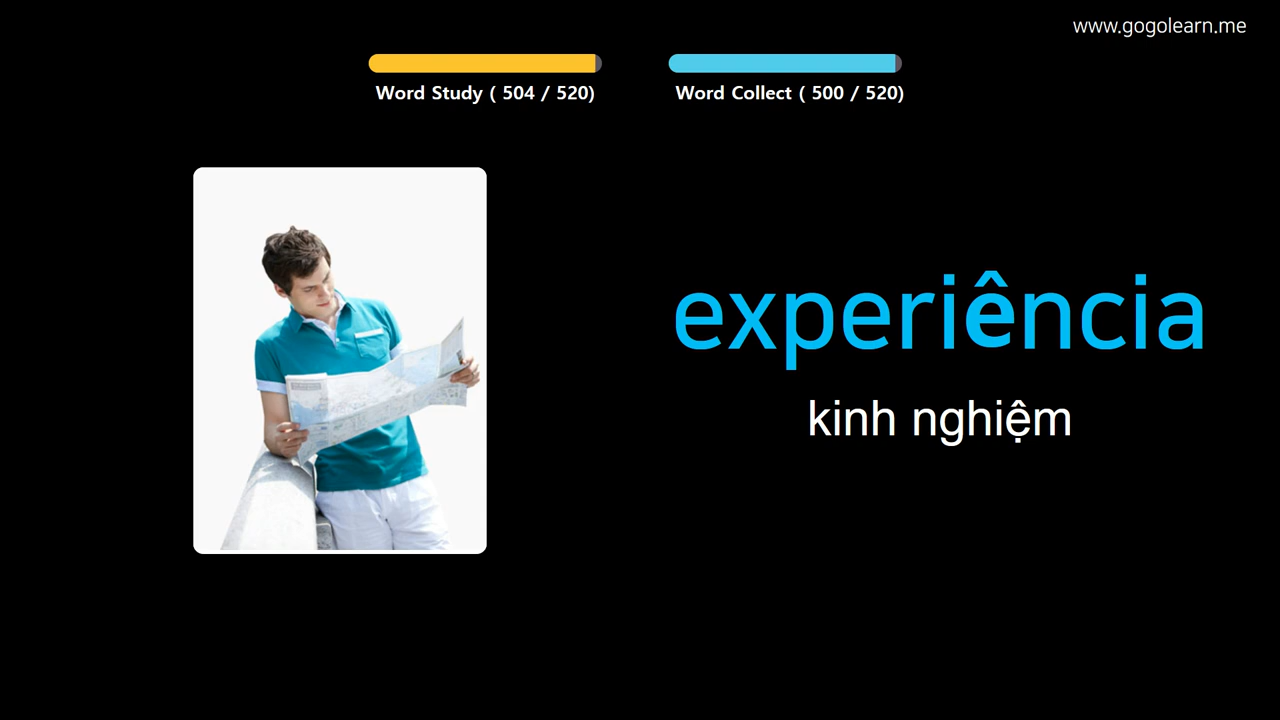 www.gogolearn.me
Word Study ( 504 / 520)
Word Collect ( 500 / 520)
experiência
kinh nghiệm